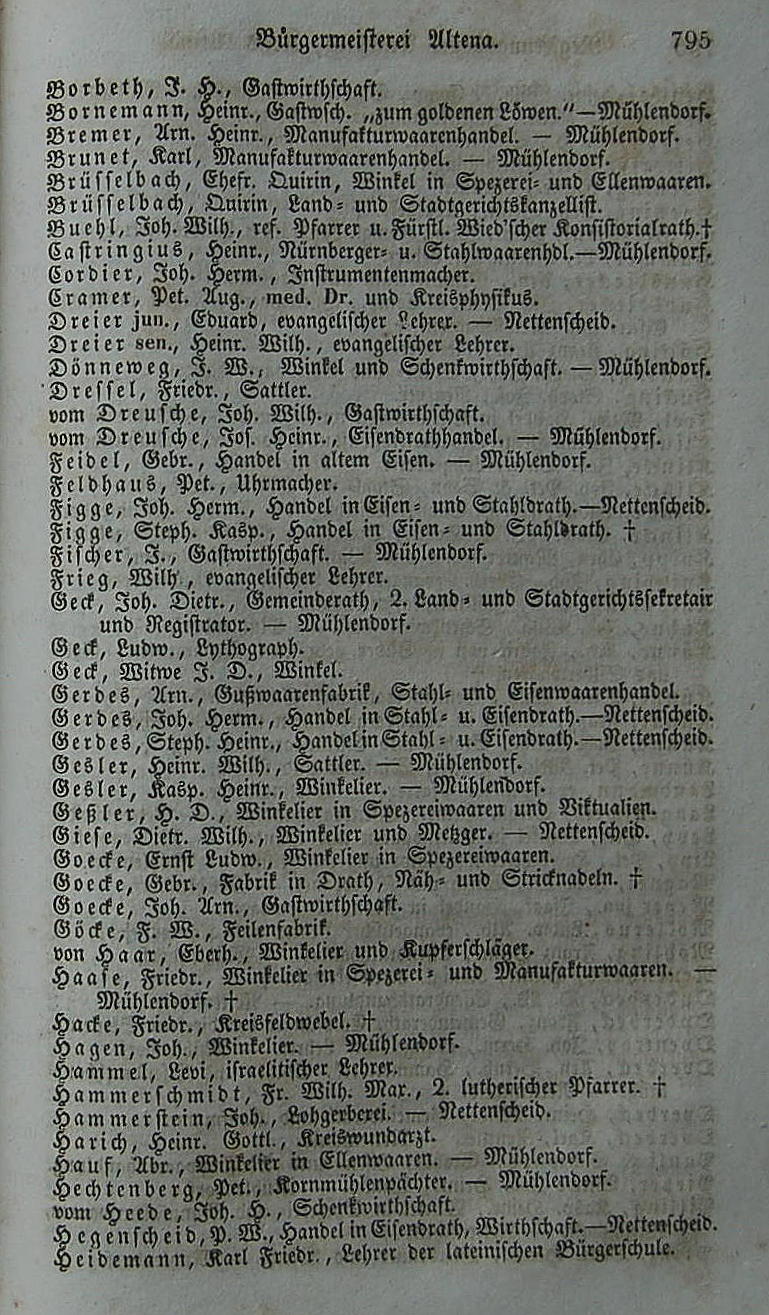 Bürgermeisterei Altena. 795
Borbeth, J. H., Gastwirthschaft.
Bornemann, Heinr., Gastwsch. „zum goldenen Löwen.“—Mühlendorf.
Bremer, Arn. Heinr., Manufakturwaarenhandel. — Mühlendorf.
Brunet, Karl, Manufakturwaarenhandel. — Mühlendorf.
Brüsselbach, Ehefr. Quirin, Winkel in Spezerei- und Ellenwaaren.
Brüsselbach, Quirin, Land- und Stadtgerichtskanzellist.
Buehl, Joh. Wilh., ref. Pfarrer u. Fürstl. Wied'scher Konsistorialrath.†
Castringius, Heinr., Nürnberger- u. Stahlwaarenhdl.—Mühlendorf.
Cordier, Joh. Herm., Instrumentenmacher.
Cramer, Pet. Aug., med. Dr. und Kreisphysikus.
Dreier jun., Eduard, evangelischer Lehrer. — Nettenscheid.
Dreier sen., Heinr. Wilh., evangelischer Lehrer.
Dönneweg, J. W., Winkel und Schenkwirthschaft. — Mühlendorf.
Dressel, Friedr., Sattler.
vom Dreusche, Joh. Wilh., Gastwirthschaft.
vom Dreusche, Jos. Heinr., Eisendrathhandel. — Mühlendorf.
Feidel, Gebr., Handel in altem Eisen. — Mühlendorf.
Feldhaus, Pet., Uhrmacher.
Figge, Joh. Herm., Handel in Eisen- und Stahldrath.—Nettenscheid.
Figge, Steph. Kasp., Handel in Eisen- und Stahldrath. †
Fischer, J., Gastwirthschaft. — Mühlendorf.
Frieg, Wilh, evangelischer Lehrer.
Geck, Joh. Dietr., Gemeinderath, 2. Land- und Stadtgerichtssekretair
und Registrator. — Mühlendorf.
Geck, Ludw., Lythograph.
Geck, Witwe J. D., Winkel.
Gerdes, Arn., Gußwaarenfabrik, Stahl- und Eisenwaarenhandel.
Gerdes, Joh. Herm., Handel in Stahl- u. Eisendrath.—Nettenscheid.
Gerdes, Steph. Heinr., Handel in Stahl- u. Eisendrath.—Nettenscheid.
Gesler, Heinr. Wilh., Sattler. — Mühlendorf.
Gesler, Kasp. Heinr., Winkelier. — Mühlendorf.
Geßler, H. D., Winkelier in Spezereiwaaren und Viktualien.
Giese, Dietr. Wilh., Winkelier und Metzger. — Nettenscheid.
Goecke, Ernst Ludw., Winkelier in Spezereiwaaren.
Goecke, Gebr., Fabrik in Drath, Näh- und Stricknadeln. †
Goecke, Joh. Arn., Gastwirthschaft.
Göcke, F. W., Feilenfabrik.
von Haar, Eberh., Winkelier und Kupferschläger.
Haase, Friedr., Winkelier in Spezerei- und Manufakturwaaren. —
Mühlendorf. †
Hacke, Friedr., Kreisfeldwebel. †
Hagen, Joh., Winkelier. — Mühlendorf.
Hammel, Levi, israelitischer Lehrer.
Hammerschmidt, Fr. Wilh. Max., 2. lutherischer Pfarrer. †
Hammerstein, Joh., Lohgerberei. — Nettenscheid.
Harich, Heinr. Gottl., Kreiswundarzt.
Hauf, Abr., Winkelier in Ellenwaaren. — Mühlendorf.
Hechtenberg, Pet., Kornmühlenpächter. — Mühlendorf.
vom Heede, Joh. H., Schenkwirthschaft.
Hegenscheid, P. W., Handel in Eisendrath, Wirthschaft.—Nettenscheid.
Heidemann, Karl Friedr., Lehrer der lateinischen Bürgerschule.